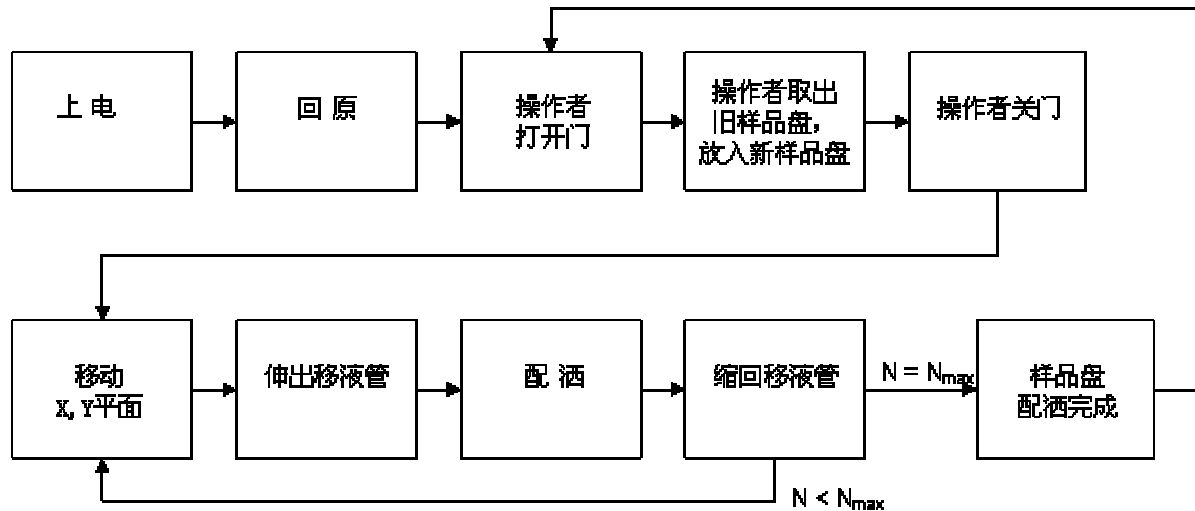 上 电
回 原
操作者
打开门
操作者取出
旧样品盘，
放入新样品盘
操作者关门
移动
X, Y平面
伸出移液管
配 洒
缩回移液管
N = Nmax
样品盘
配洒完成
N < Nmax